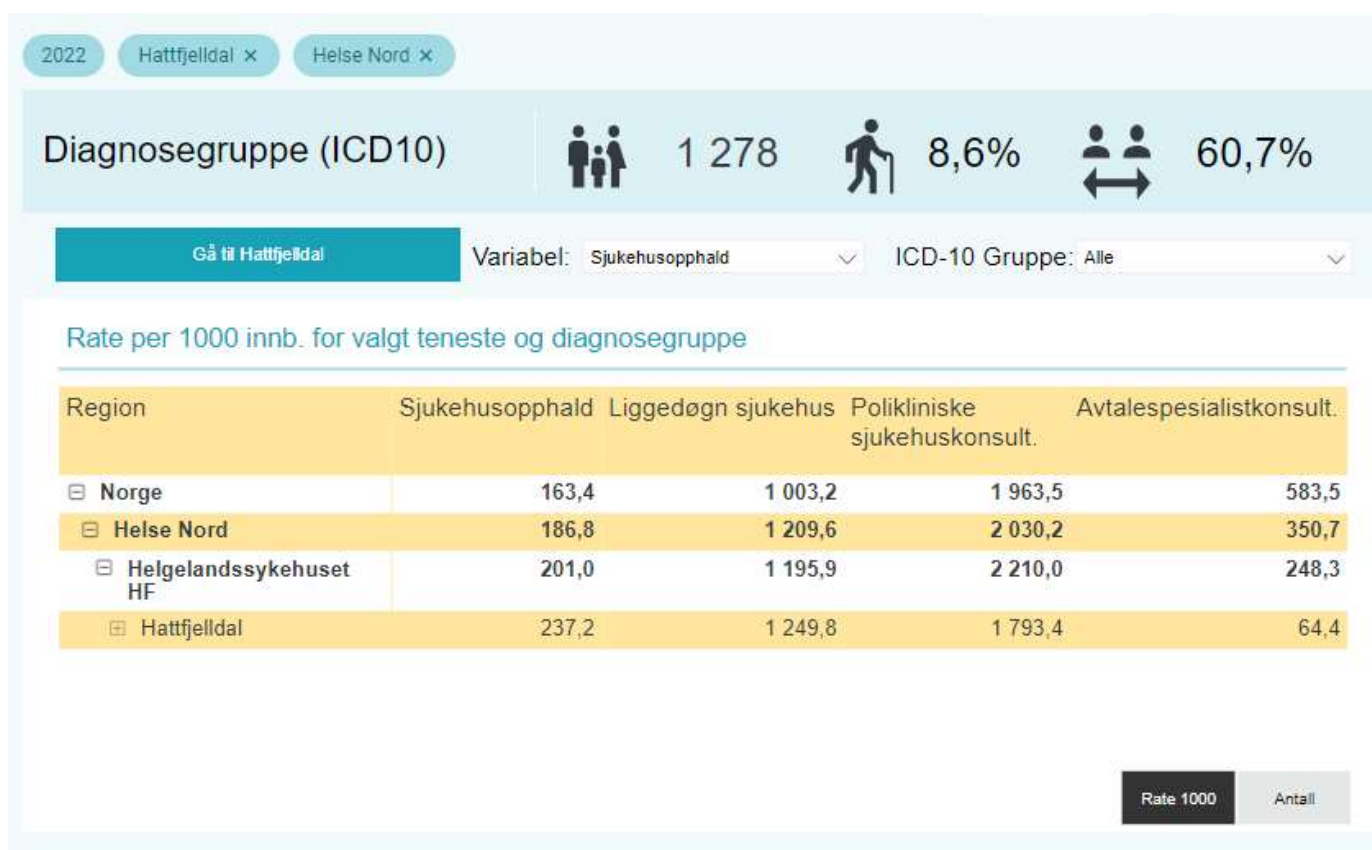 2022 Hattfjelldal × Helse Nord ×
Diagnosegruppe (ICD10) 1 278 8,6% 60,7%
Gå til Hattfjelldal Variabel: Sjukehusopphald ICD-10 Gruppe: Alle
Rate per 1000 innb. for valgt teneste og diagnosegruppe
Region Sjukehusopphald Liggedøgn sjukehus Polikliniske Avtalespesialistkonsult.
sjukehuskonsult.
Norge 163,4 1 003,2 1 963,5 583,5
Helse Nord 186,8 1 209,6 2 030,2 350,7
Helgelandssykehuset 201,0 1 195,9 2 210,0 248,3
HF
Hattfjelldal 237,2 1 249,8 1 793,4 64,4
Rate 1000 Antall